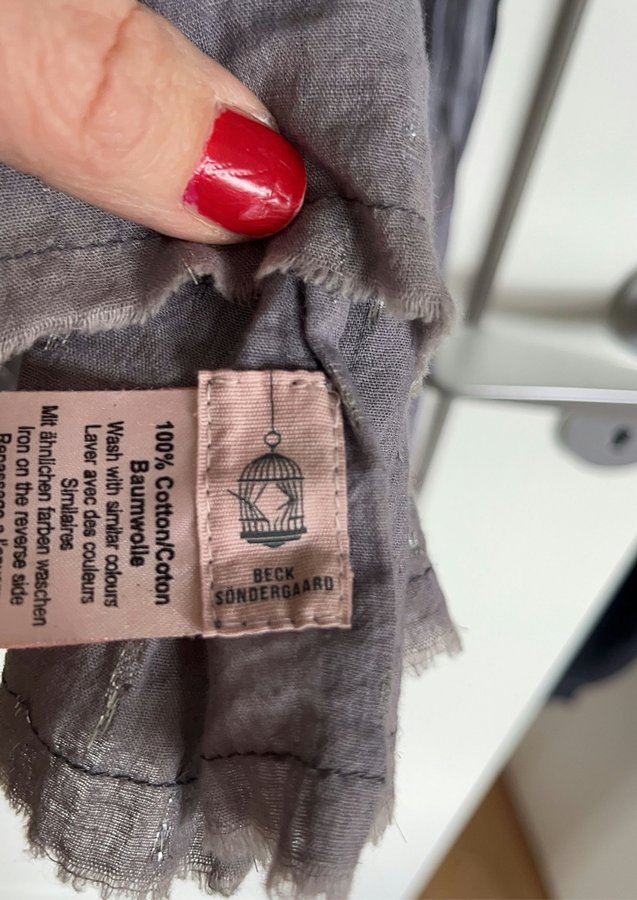 BECK
SÖNDERGAARD
100% Cotton/Coton
Baumwolle
Wash with similar colours
Laver avec des couleurs
Similaires
Mit ähnlichen farben waschen
Iron on the reverse side